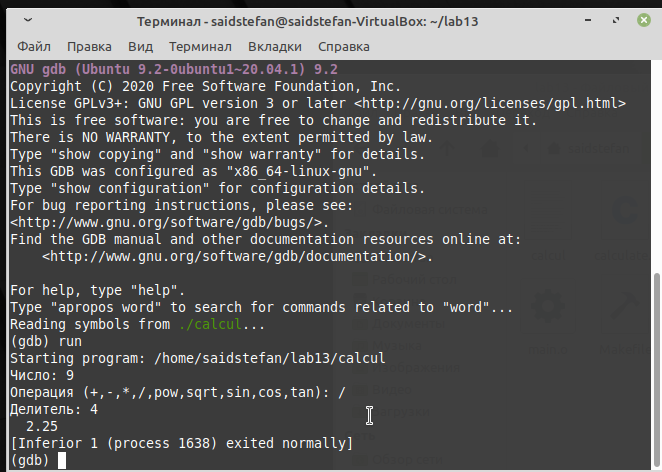 Терминал - saidstefan@saidstefan-VirtualBox: ~/lab13
Файл Правка Вид Терминал Вкладки Справка
GNU gdb (Ubuntu 9.2-0ubuntu1~20.04.1) 9.2
Copyright (C) 2020 Free Software Foundation, Inc.
License GPLv3+: GNU GPL version 3 or later <http://gnu.org/licenses/gpl.html>
This is free software: you are free to change and redistribute it.
There is NO WARRANTY, to the extent permitted by law.
Type "show copying" and "show warranty" for details.
This GDB was configured as "x86_64-linux-gnu".
Type "show configuration" for configuration details.
For bug reporting instructions, please see:
<http://www.gnu.org/software/gdb/bugs/>.
Find the GDB manual and other documentation resources online at:
    <http://www.gnu.org/software/gdb/documentation/>.
For help, type "help".
Type "apropos word" to search for commands related to "word"...
Reading symbols from ./calcul...
(gdb) run
Starting program: /home/saidstefan/lab13/calcul
Число: 9
Операция (+,-,*,/,pow,sqrt,sin,cos,tan): /
Делитель: 4
  2.25
[Inferior 1 (process 1638) exited normally]
(gdb)